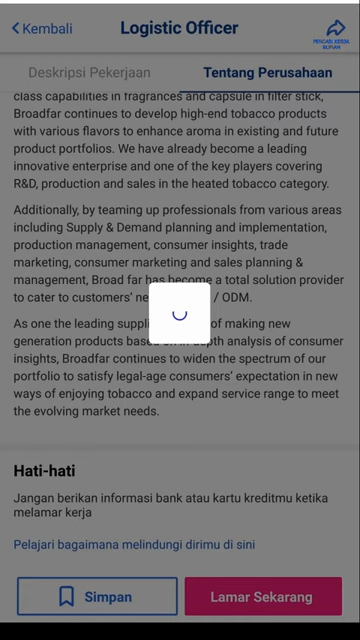 Kembali
Logistic Officer
PENCARI KERJA
Deskripsi Pekerjaan
Tentang Perusahaan
class capabilities in fragrances and capsule in filter stick,
Broadfar continues to develop high-end tobacco products
with various flavors to enhance aroma in existing and future
product portfolios. We have already become a leading
innovative enterprise and one of the key players covering
R&D, production and sales in the heated tobacco category.
Additionally, by teaming up professionals from various areas
including Supply & Demand planning and implementation,
production management, consumer insights, trade
marketing, consumer marketing and sales planning &
management, Broad far has become a total solution provider
to cater to customers' / ODM.
As one the leading of making new
generation products based on in-depth analysis of consumer
insights, Broadfar continues to widen the spectrum of our
portfolio to satisfy legal-age consumers' expectation in new
ways of enjoying tobacco and expand service range to meet
the evolving market needs.
Hati-hati
Jangan berikan informasi bank atau kartu kreditmu ketika
melamar kerja
Pelajari bagaimana melindungi dirimu di sini
Simpan
Lamar Sekarang